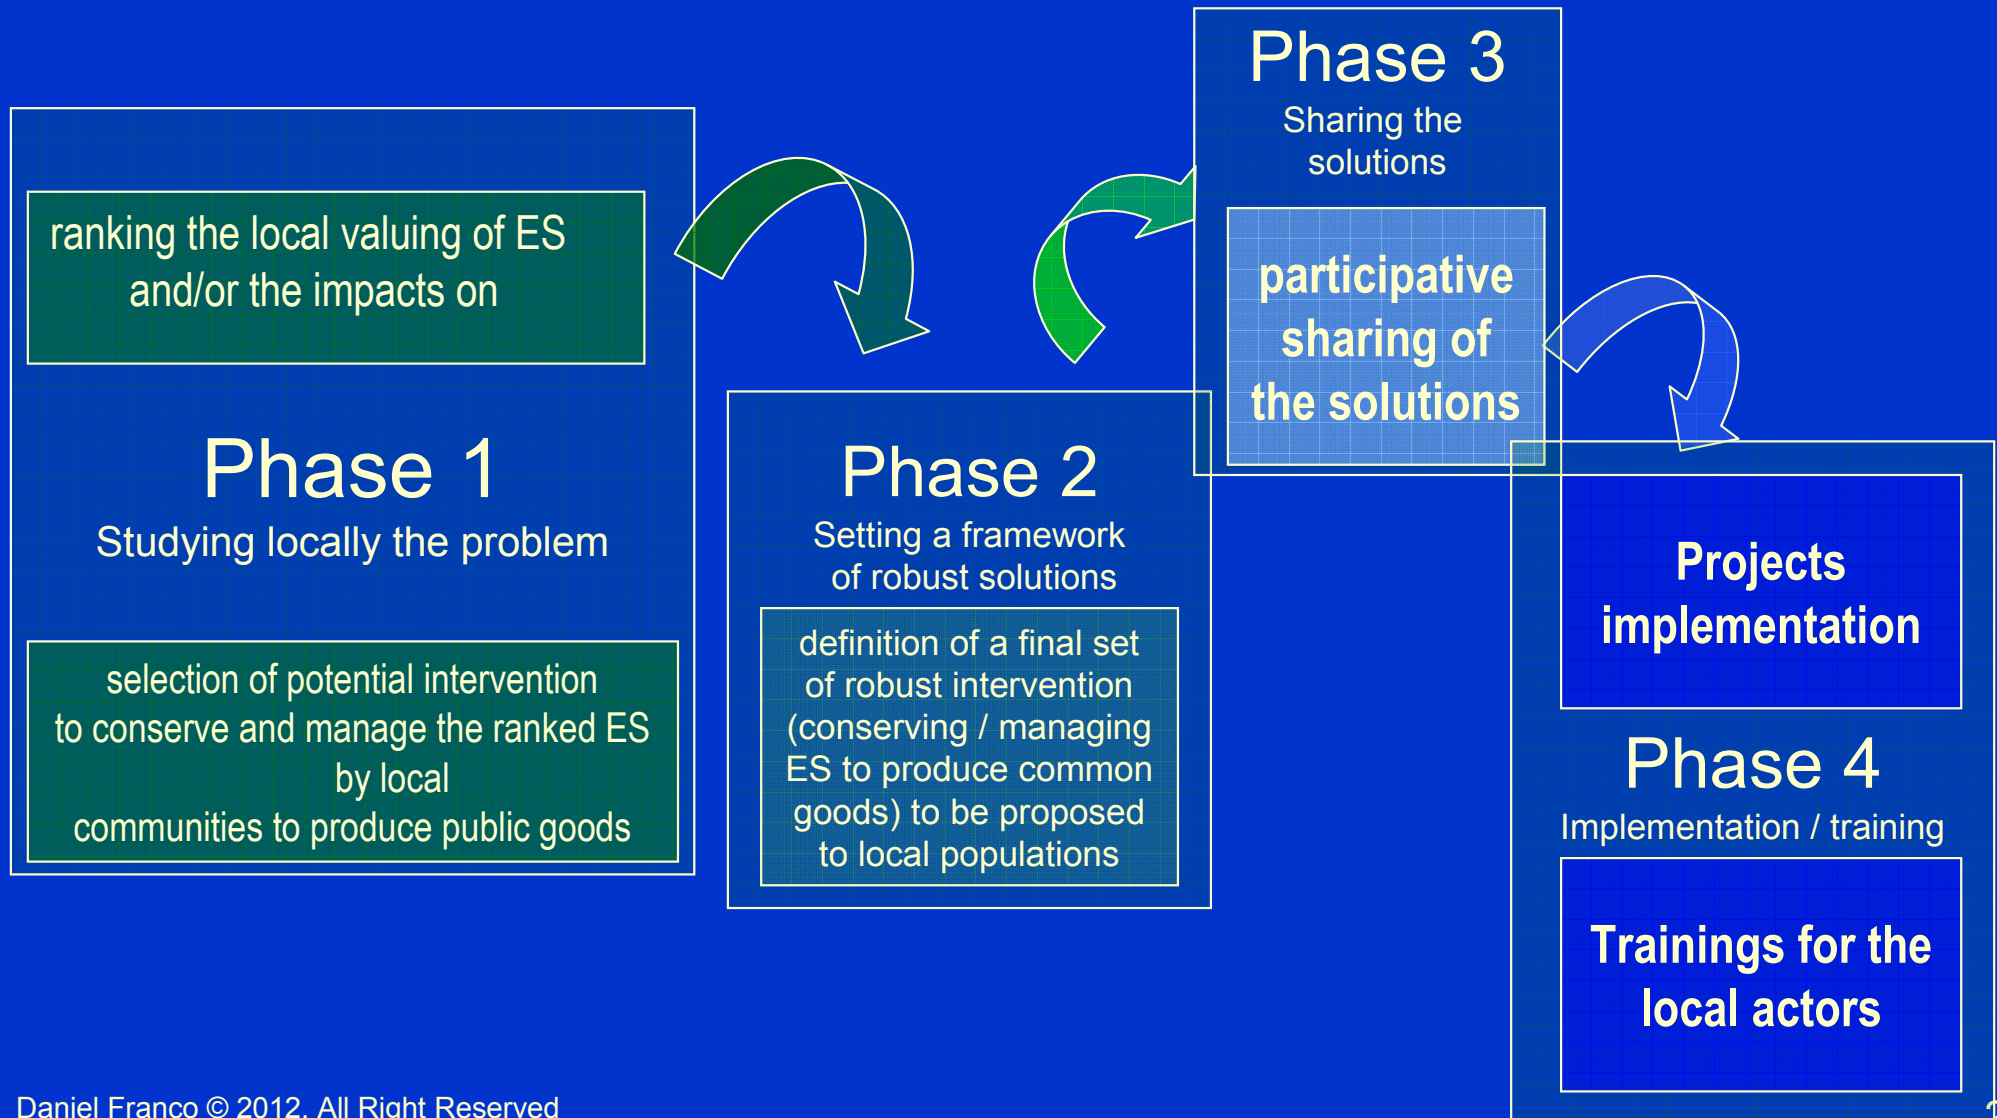 ranking the local valuing of ES
and/or the impacts on
Phase 1
Studying locally the problem
selection of potential intervention
to conserve and manage the ranked ES
by local
communities to produce public goods
Phase 2
Setting a framework
of robust solutions
definition of a final set
of robust intervention
(conserving / managing
ES to produce common
goods) to be proposed
to local populations
Phase 3
Sharing the
solutions
participative
sharing of
the solutions
Projects
implementation
Phase 4
Implementation / training
Trainings for the
local actors
Daniel Franco © 2012. All Right Reserved